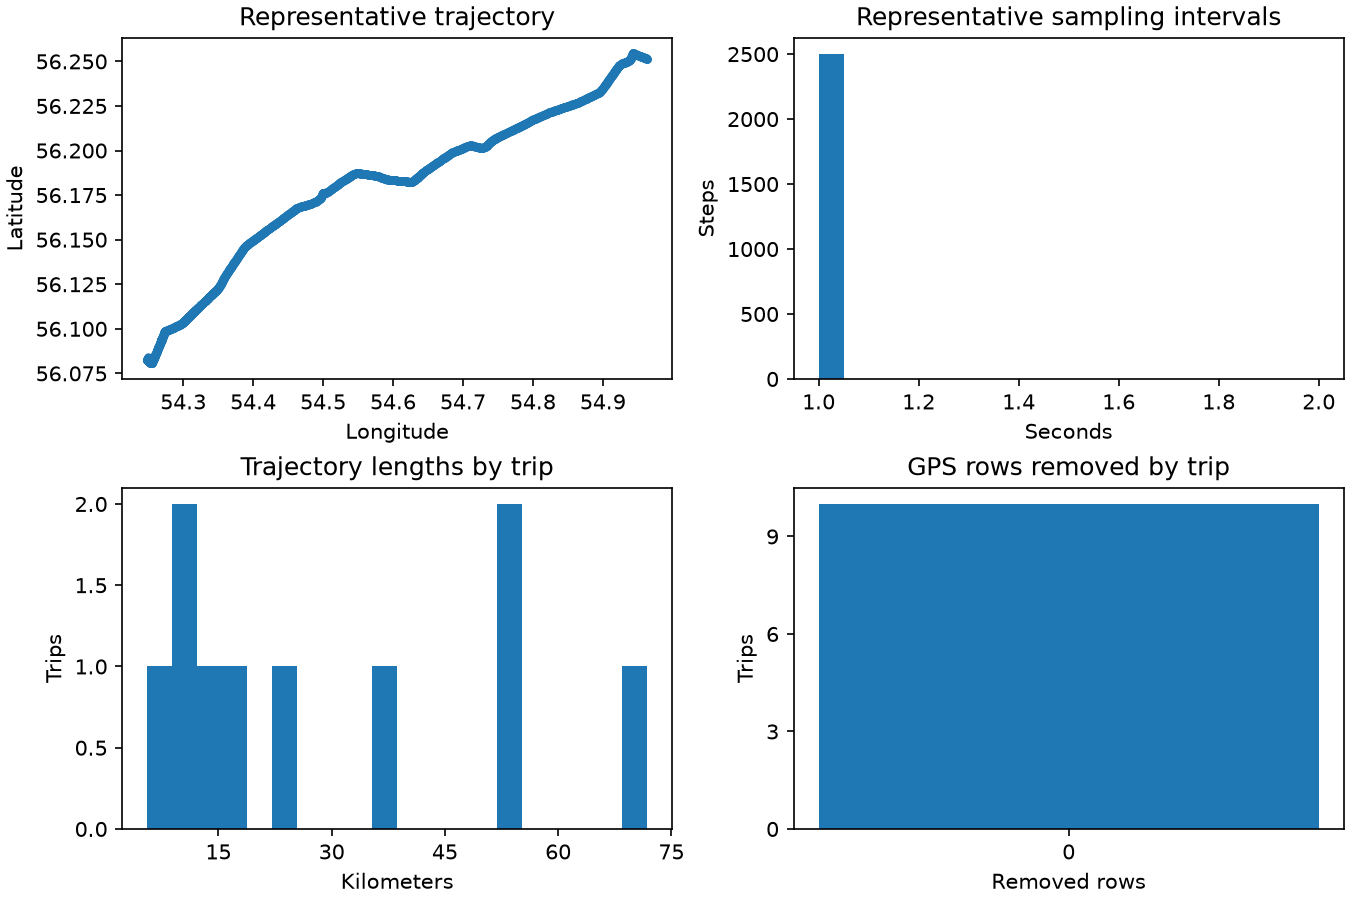 Representative trajectory
Latitude
56.250
56.225
56.200
56.175
56.150
56.125
56.100
56.075
54.3 54.4 54.5 54.6 54.7 54.8 54.9
Longitude
Representative sampling intervals
Steps
2500
2000
1500
1000
500
0
1.0 1.2 1.4 1.6 1.8 2.0
Seconds
Trajectory lengths by trip
Trips
2.0
1.5
1.0
0.5
0.0
15 30 45 60 75
Kilometers
GPS rows removed by trip
Trips
9
6
3
0
0
Removed rows